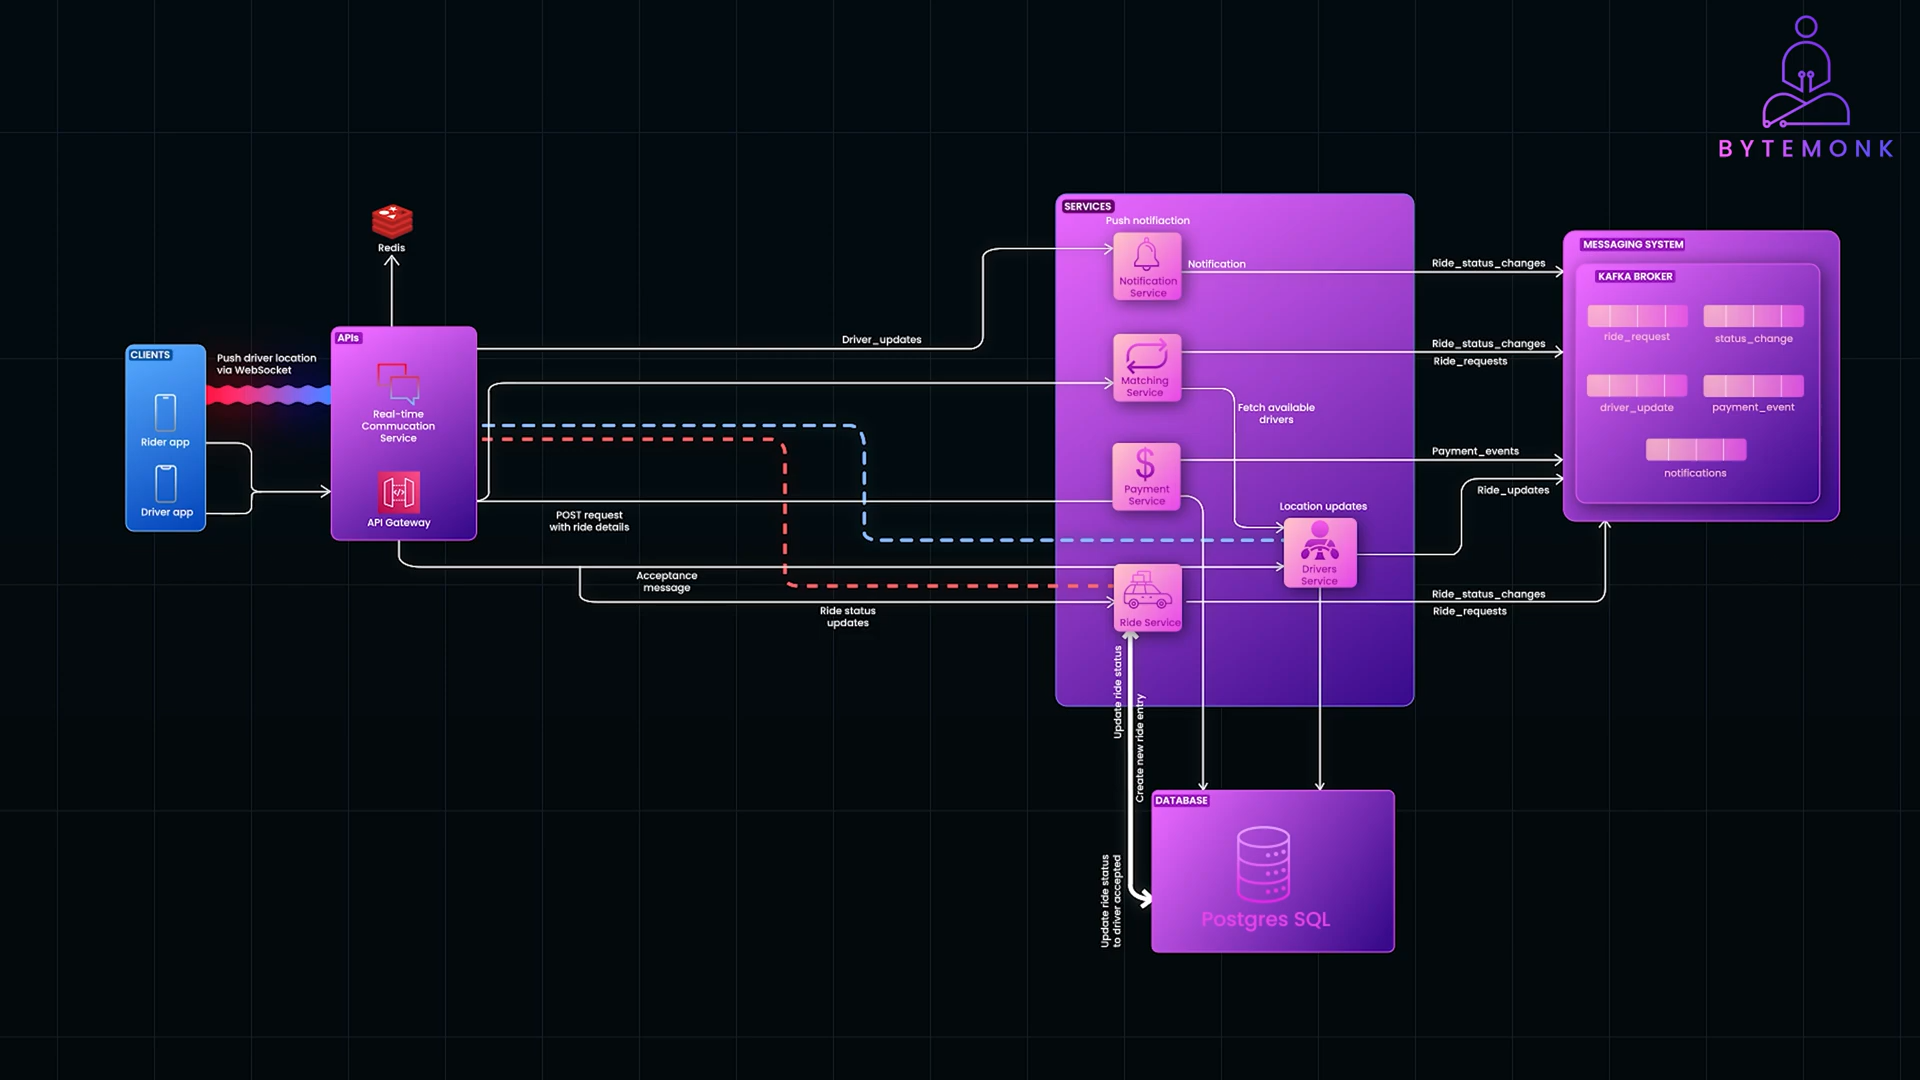 BYTEMONK
Redis
CLIENTS
Rider app
Driver app
Push driver location
via WebSocket
APIs
Real-time
Commucation
Service
API Gateway
Driver_updates
POST request
with ride details
Acceptance
message
Ride status
updates
SERVICES
Push notifiaction
Notification
Service
Notification
Matching
Service
Fetch available
drivers
Payment
Service
Location updates
Drivers
Service
Ride Service
Ride_status_changes
Ride_status_changes
Ride_requests
Payment_events
Ride_updates
Ride_status_changes
Ride_requests
MESSAGING SYSTEM
KAFKA BROKER
ride_request
status_change
driver_update
payment_event
notifications
Update ride status
Create new ride entry
Update ride status
to driver accepted
DATABASE
Postgres SQL